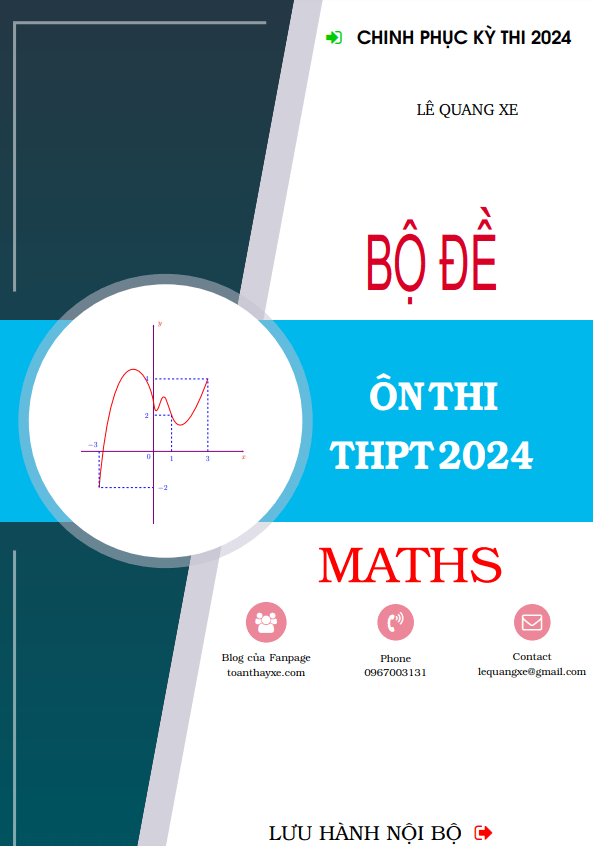 CHINH PHỤC KỲ THI 2024
LÊ QUANG XE
BỘ ĐỀ
ÔN THI
THPT 2024
y
2
−3
0
1
3
x
−2
MATHS
Blog của Fanpage
toanthayxe.com
Phone
0967003131
Contact
lequangxe@gmail.com
LƯU HÀNH NỘI BỘ